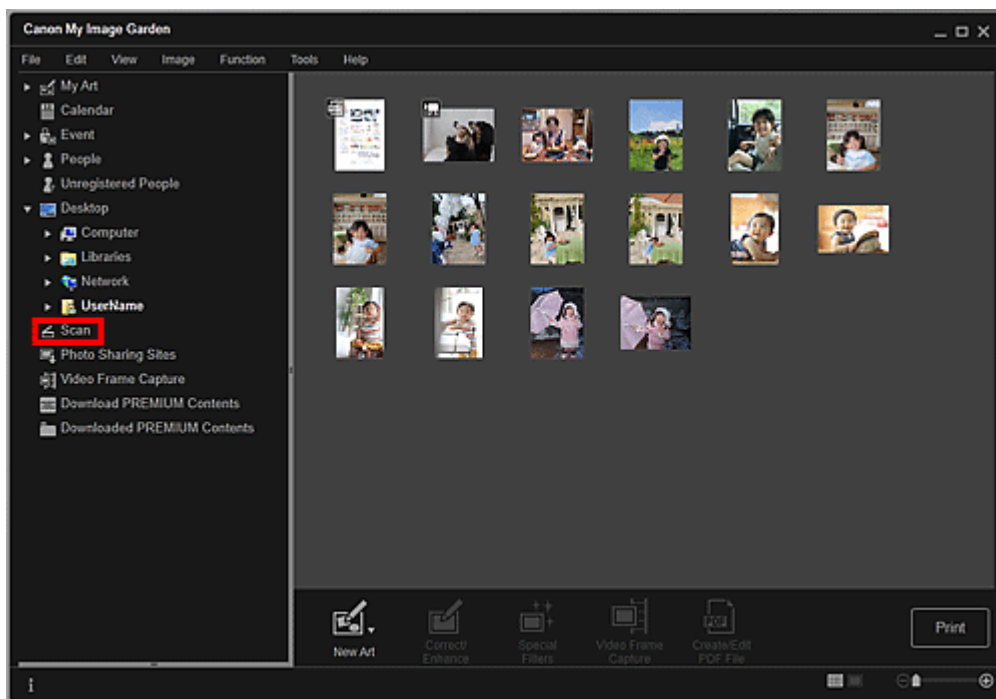 Canon My Image Garden
File Edit View Image Function Tools Help
My Art
Calendar
Event
People
Unregistered People
Desktop
Computer
Libraries
Network
UserName
Scan
Photo Sharing Sites
Video Frame Capture
Download PREMIUM Contents
Downloaded PREMIUM Contents
New Art
Correct/
Enhance
Special
Filters
Video Frame
Capture
PDF
Create/Edit
PDF File
Print